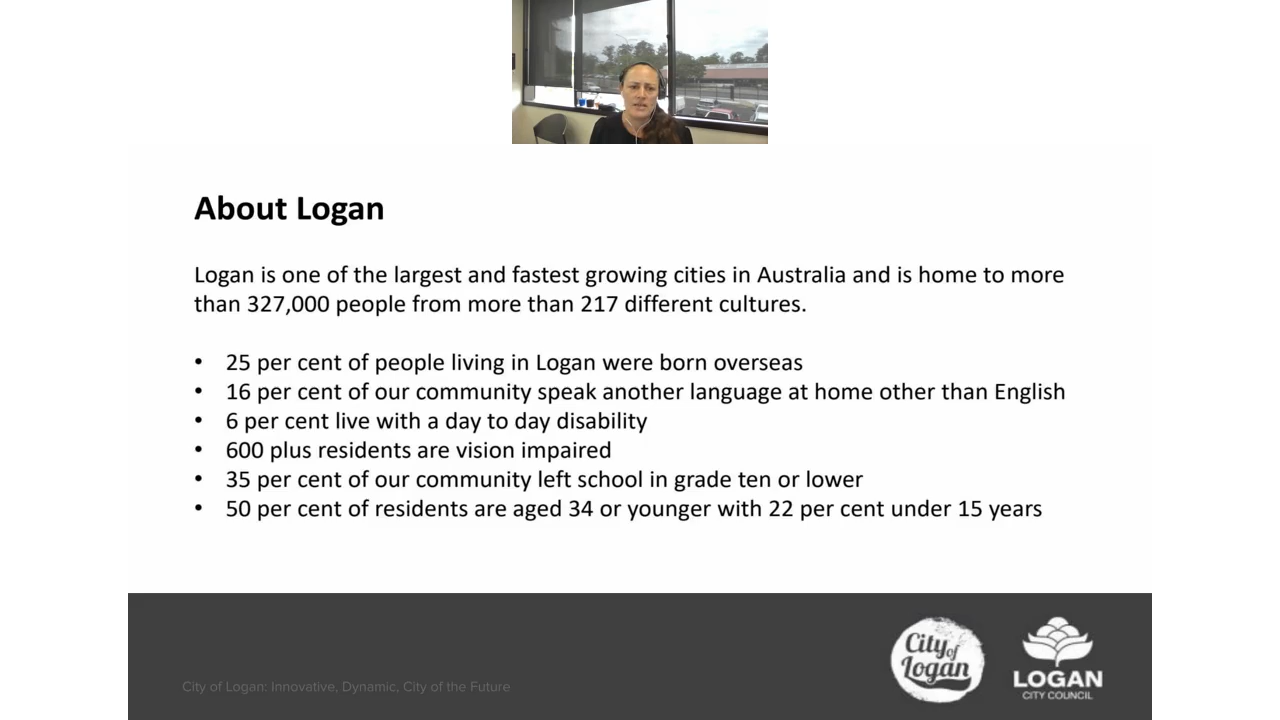 About Logan
Logan is one of the largest and fastest growing cities in Australia and is home to more
than 327,000 people from more than 217 different cultures.
• 25 per cent of people living in Logan were born overseas
• 16 per cent of our community speak another language at home other than English
• 6 per cent live with a day to day disability
• 600 plus residents are vision impaired
• 35 per cent of our community left school in grade ten or lower
• 50 per cent of residents are aged 34 or younger with 22 per cent under 15 years
City of Logan: Innovative, Dynamic, City of the Future
City of
Logan
LOGAN
CITY COUNCIL